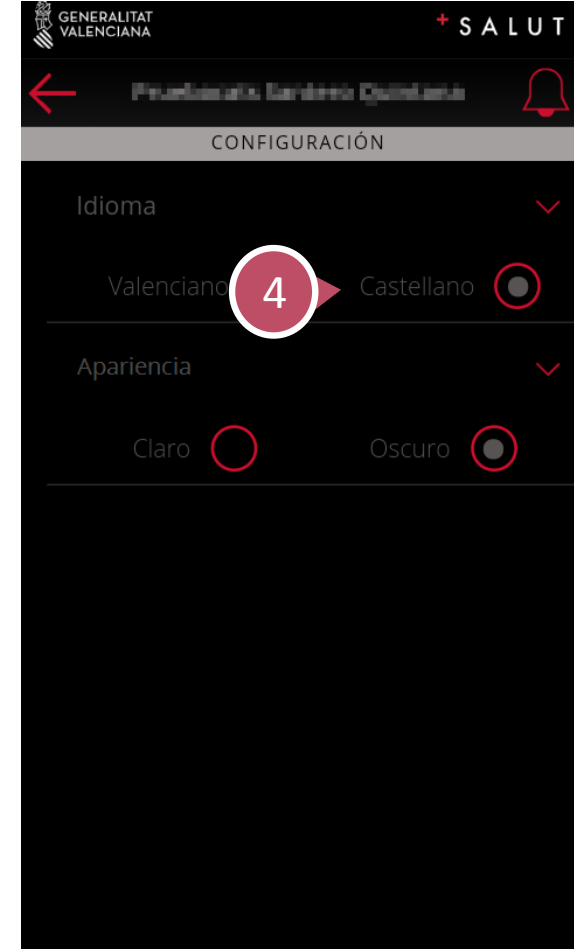 GENERALITAT
VALENCIANA
+SALUT
CONFIGURACIÓN
Idioma
Valenciano
4
Castellano
Apariencia
Claro
Oscuro